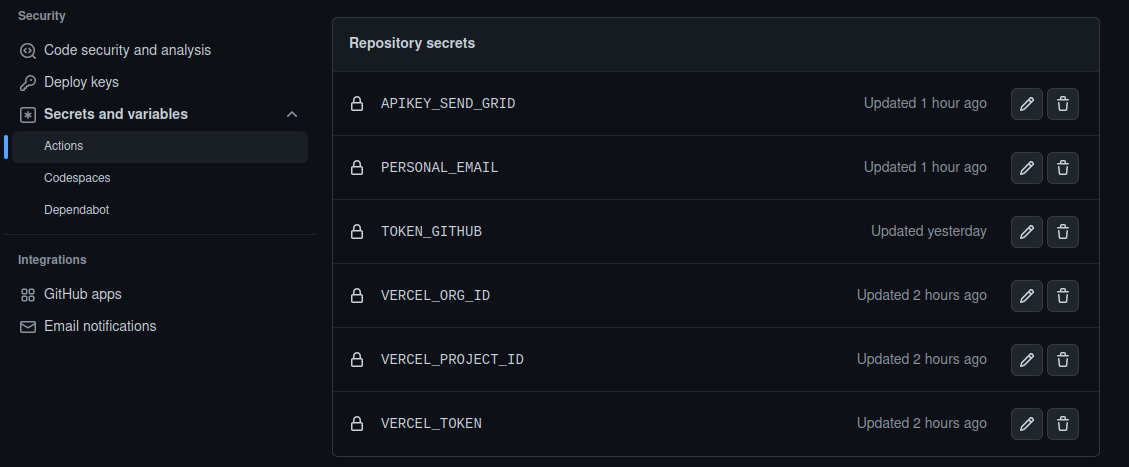 Security
Code security and analysis
Deploy keys
Secrets and variables
Actions
Codespaces
Dependabot
Integrations
GitHub apps
Email notifications
Repository secrets
APIKEY_SEND_GRID Updated 1 hour ago
PERSONAL_EMAIL Updated 1 hour ago
TOKEN_GITHUB Updated yesterday
VERCEL_ORG_ID Updated 2 hours ago
VERCEL_PROJECT_ID Updated 2 hours ago
VERCEL_TOKEN Updated 2 hours ago